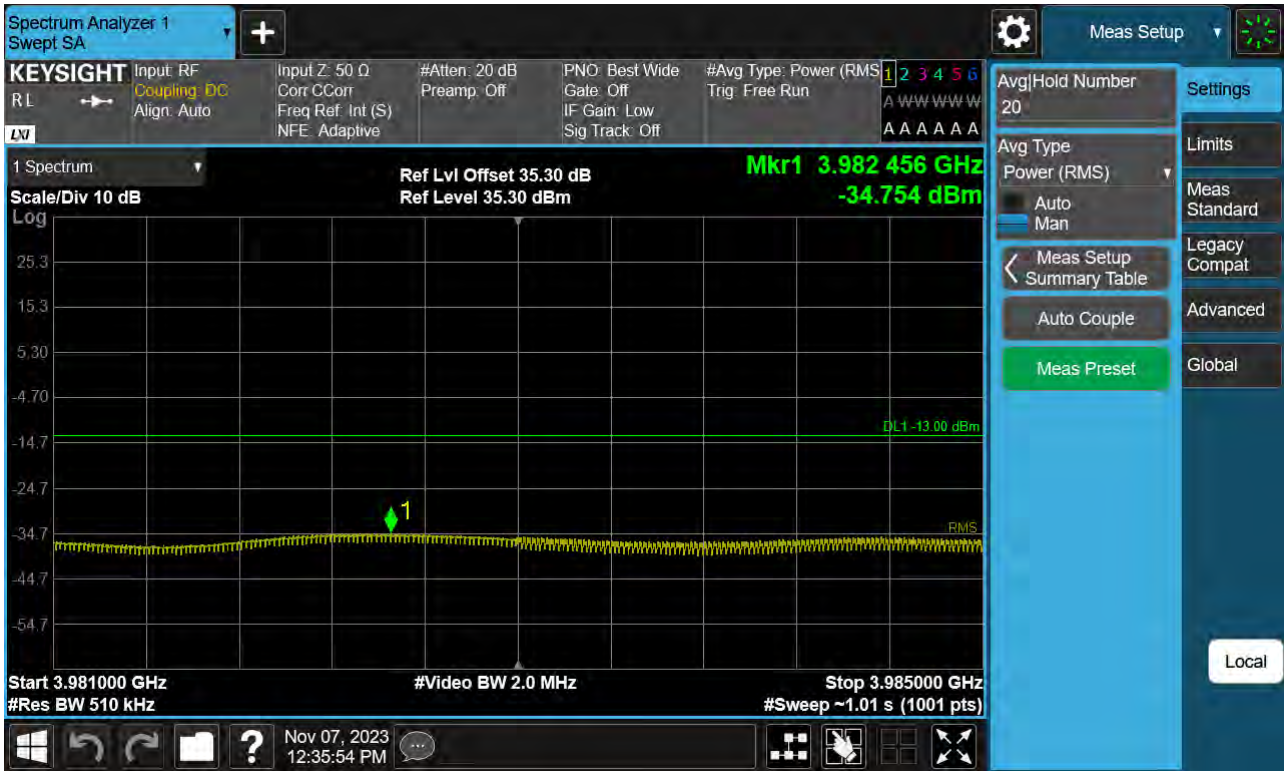 Spectrum Analyzer 1
Swept SA
+
Meas Setup
KEYSIGHT
RL
LXI
Input: RF
Coupling: DC
Align: Auto
Input Z: 50 Ω
Corr CCorr
Freq Ref: Int (S)
NFE: Adaptive
#Atten: 20 dB
Preamp: Off
PNO: Best Wide
Gate: Off
IF Gain: Low
Sig Track: Off
#Avg Type: Power (RMS
Trig: Free Run
1 2 3 4 5 6
A W W W W W
A A A A A A
1 Spectrum
Scale/Div 10 dB
Log
Ref Lvl Offset 35.30 dB
Ref Level 35.30 dBm
Mkr1 3.982 456 GHz
-34.754 dBm
25.3
15.3
5.30
-4.70
DL1 -13.00 dBm
-14.7
-24.7
1
RMS
-34.7
-44.7
-54.7
Start 3.981000 GHz
#Video BW 2.0 MHz
Stop 3.985000 GHz
#Res BW 510 kHz
#Sweep ~1.01 s (1001 pts)
?
Nov 07, 2023
12:35:54 PM
Avg|Hold Number
20
Avg Type
Power (RMS)
Auto
Man
Meas Setup
Summary Table
Auto Couple
Meas Preset
Settings
Limits
Meas
Standard
Legacy
Compat
Advanced
Global
Local